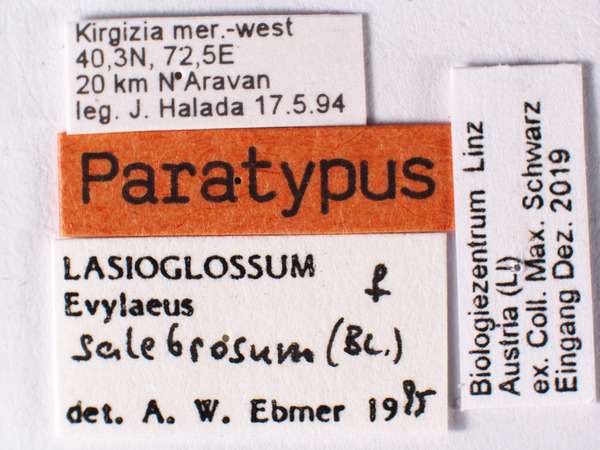 Kirgizia mer.-west
40,3N, 72,5E
20 km N Aravan
leg. J. Halada 17.5.94
Paratypus
LASIOGLOSSUM
Evylaeus ♀
salebrosum (BL.)
det. A. W. Ebmer 1995
Biologiezentrum Linz
Austria (LI)
ex. Coll. Max. Schwarz
Eingang Dez. 2019